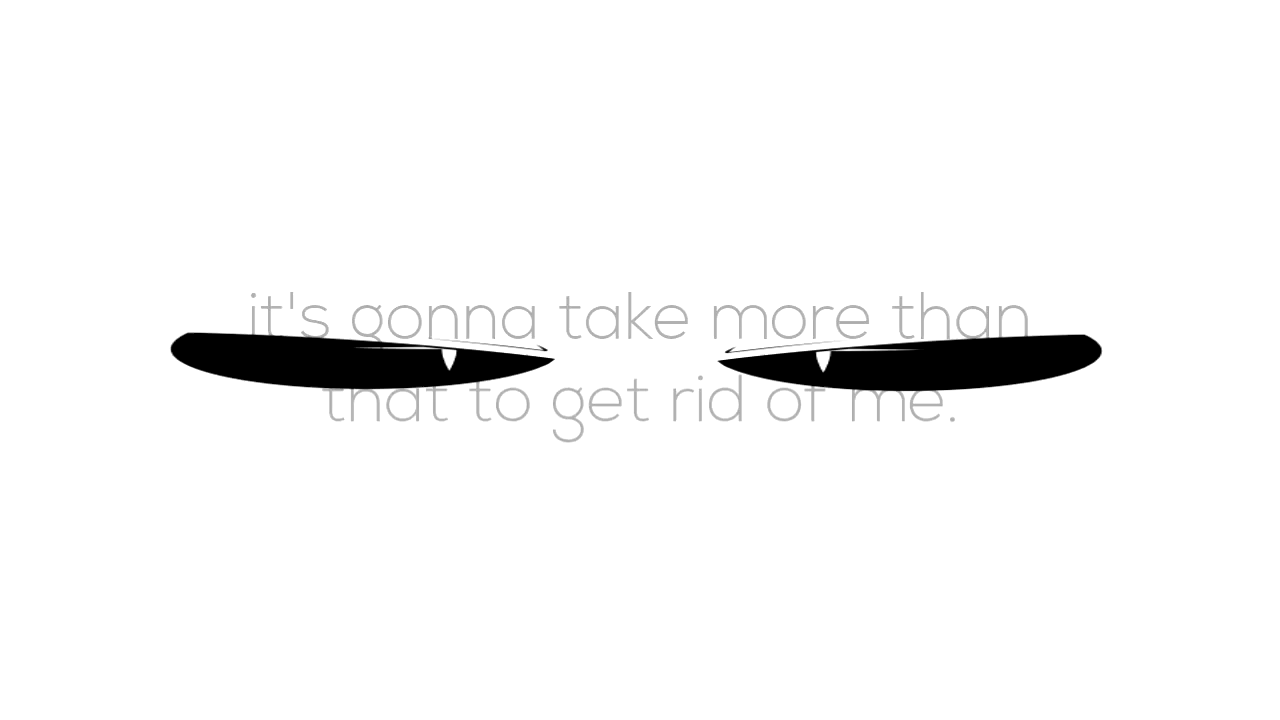 it's gonna take more than
that to get rid of me.